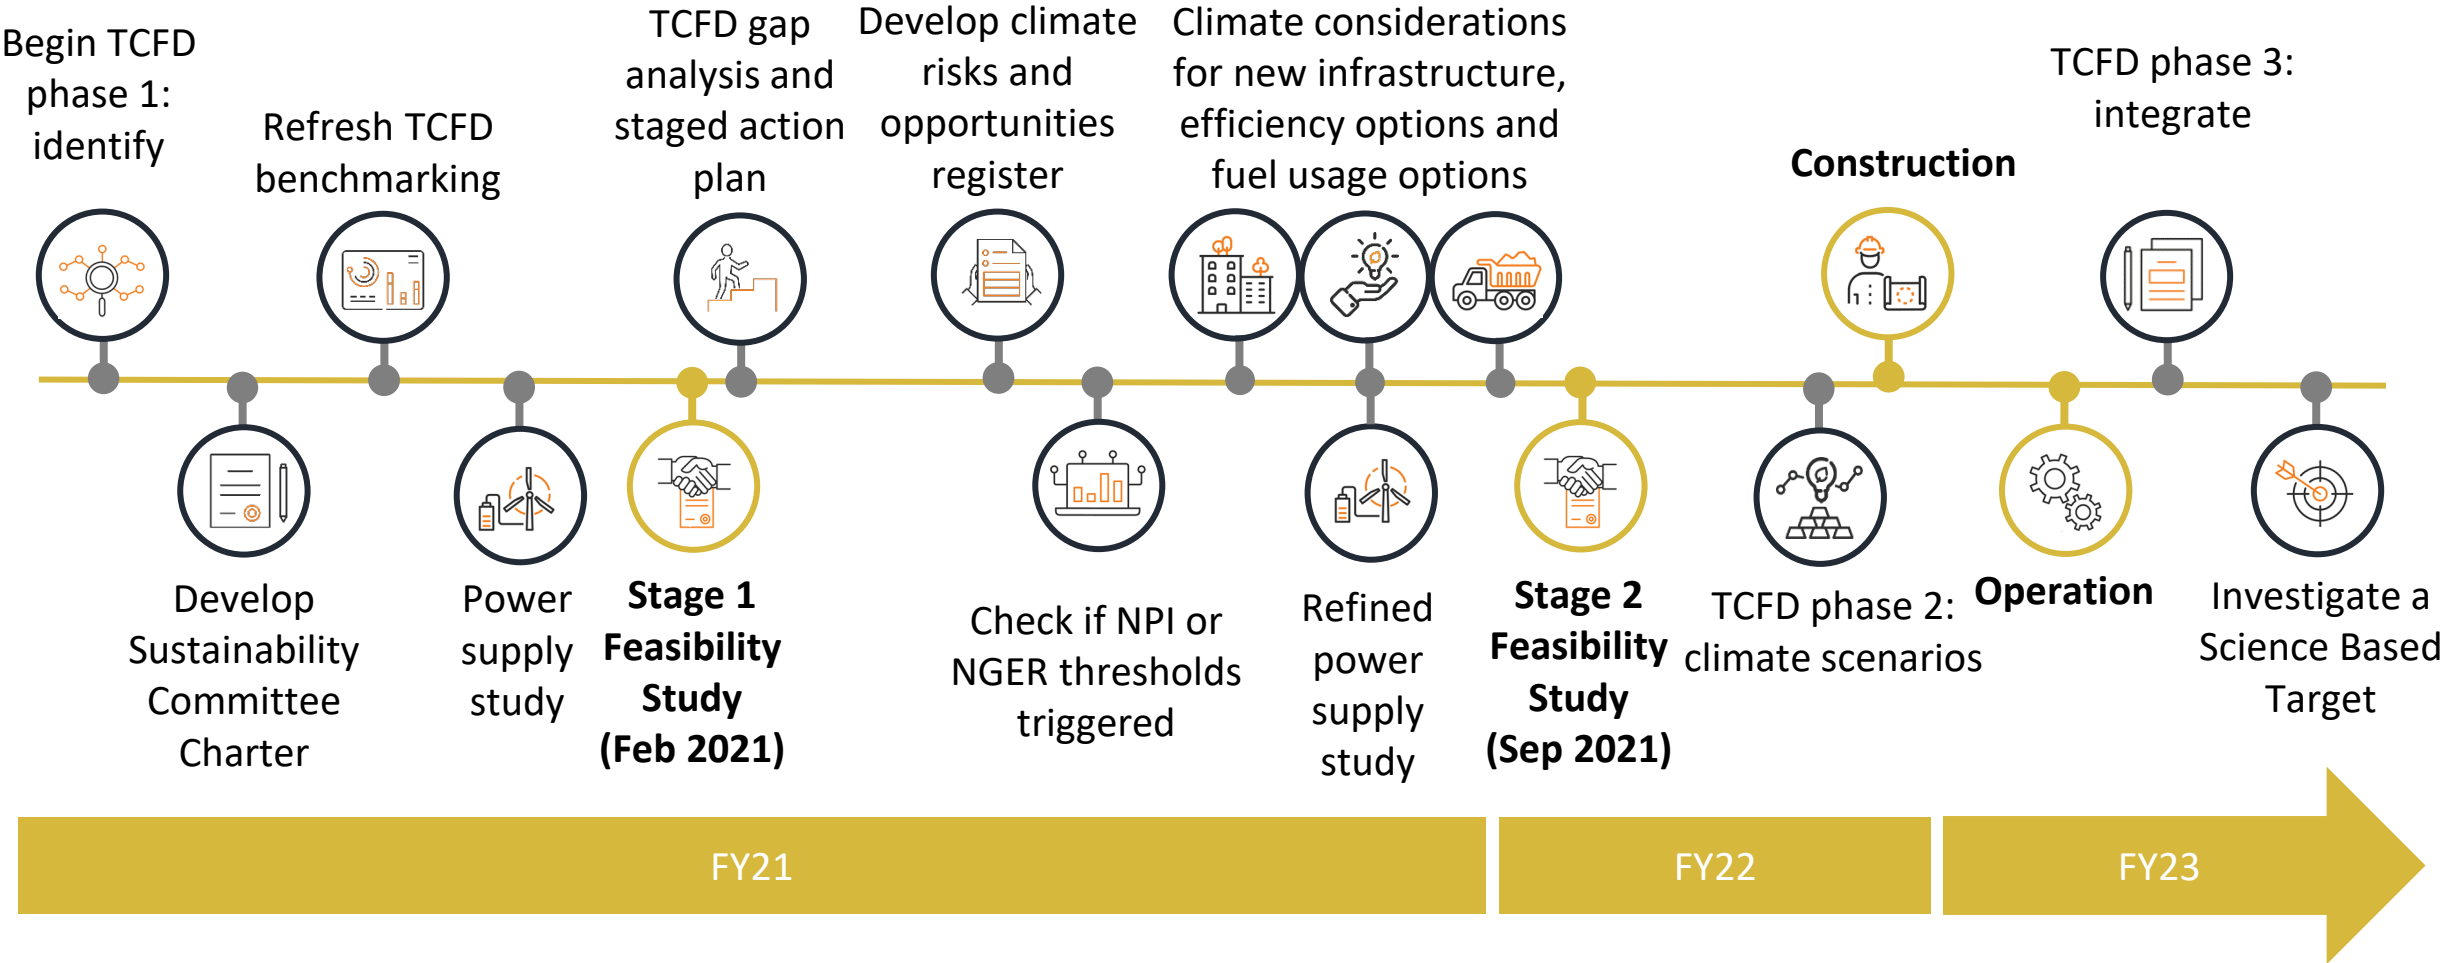 Begin TCFD
phase 1:
identify
Refresh TCFD
benchmarking
TCFD gap
analysis and
staged action
plan
Develop climate
risks and
opportunities
register
Climate considerations
for new infrastructure,
efficiency options and
fuel usage options
Construction
TCFD phase 3:
integrate
Develop
Sustainability
Committee
Charter
Power
supply
study
Stage 1
Feasibility
Study
(Feb 2021)
Check if NPI or
NGER thresholds
triggered
Refined
power
supply
study
Stage 2
Feasibility
Study
(Sep 2021)
TCFD phase 2:
climate scenarios
Operation
Investigate a
Science Based
Target
FY21
FY22
FY23